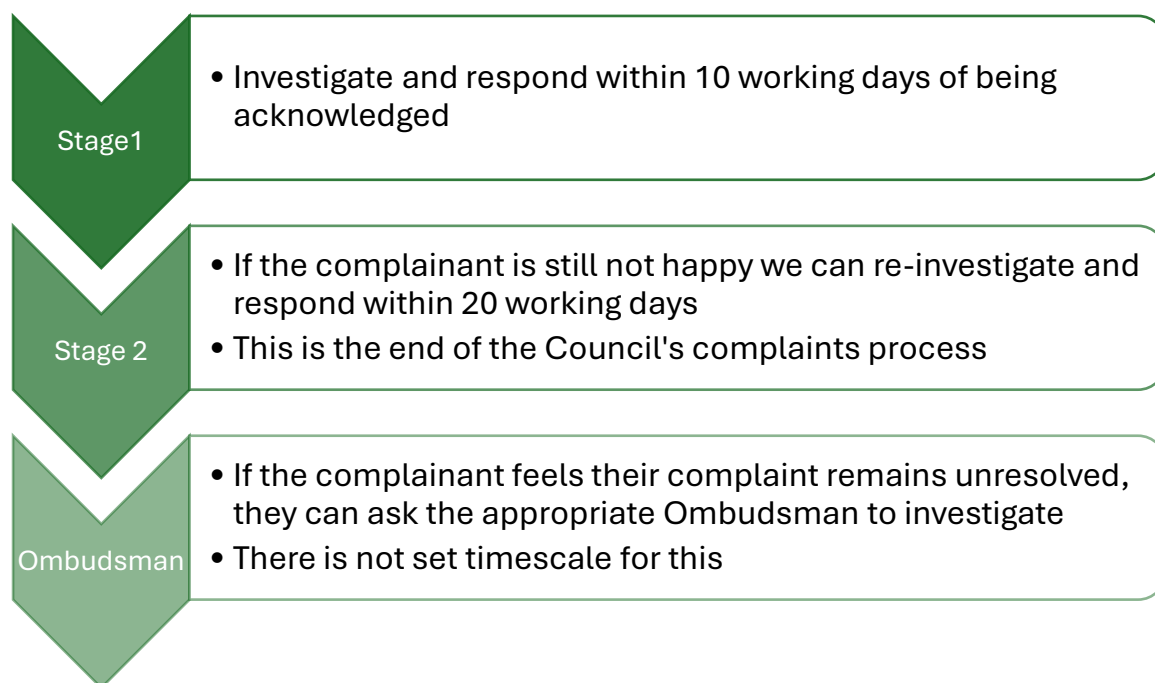 Stage1
• Investigate and respond within 10 working days of being
acknowledged
Stage 2
• If the complainant is still not happy we can re-investigate and
respond within 20 working days
• This is the end of the Council's complaints process
Ombudsman
• If the complainant feels their complaint remains unresolved,
they can ask the appropriate Ombudsman to investigate
• There is not set timescale for this